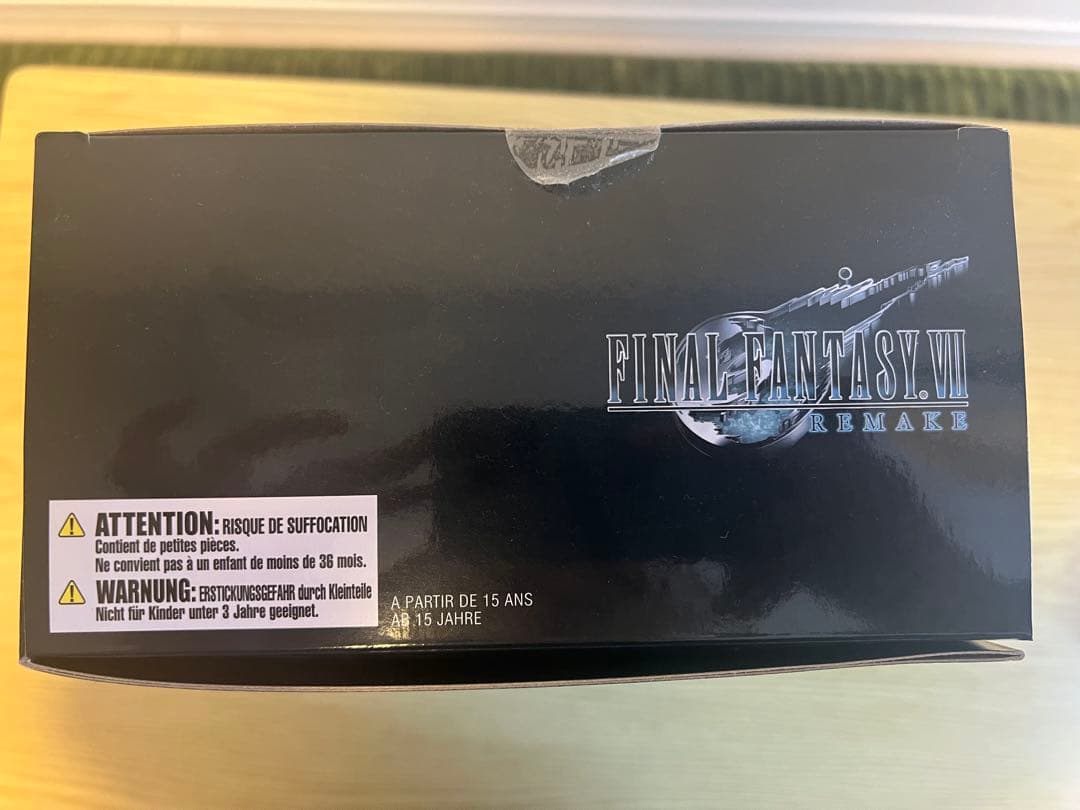 FINAL FANTASY. VII
REMAKE
ATTENTION: RISQUE DE SUFFOCATION
Contient de petites pièces.
Ne convient pas à un enfant de moins de 36 mois.
WARNUNG: ERSTICKUNGSGEFAHR durch Kleinteile
Nicht für Kinder unter 3 Jahre geeignet.
A PARTIR DE 15 ANS
AB 15 JAHRE